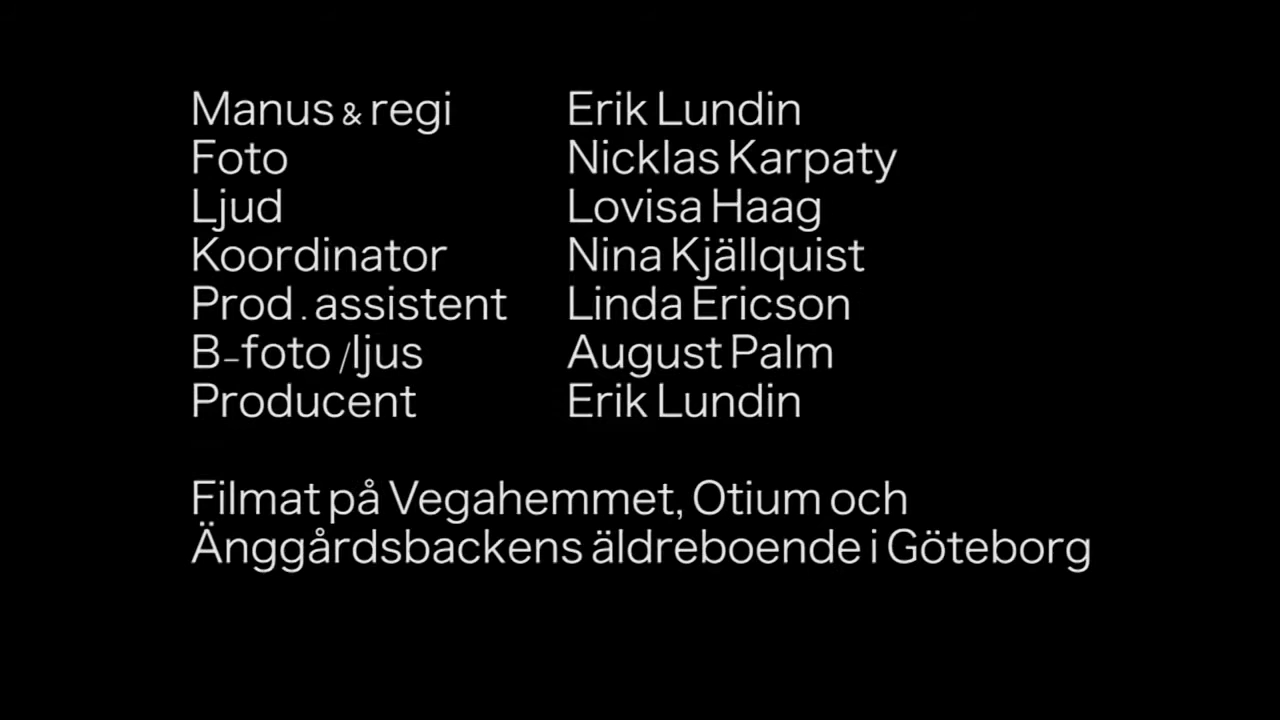 Manus & regi Erik Lundin
Foto Nicklas Karpaty
Ljud Lovisa Haag
Koordinator Nina Kjällquist
Prod. assistent Linda Ericson
B-foto /ljus August Palm
Producent Erik Lundin
Filmat på Vegahemmet, Otium och
Änggårdsbackens äldreboende i Göteborg